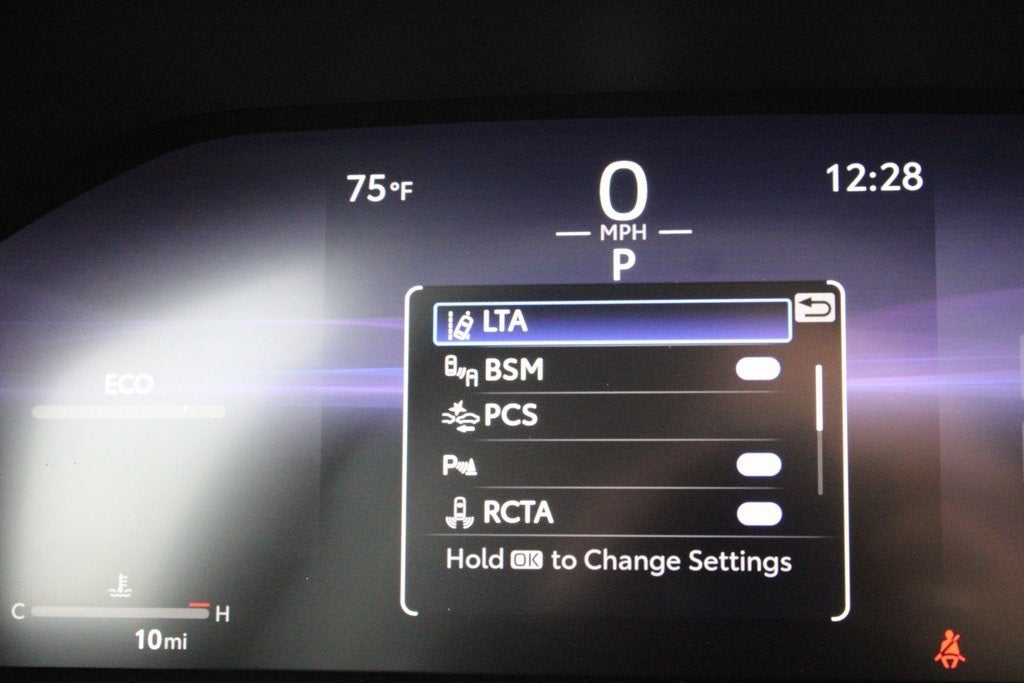 75°F
0
12:28
MPH
P
LTA
BSM
PCS
P
RCTA
Hold OK to Change Settings
ECO
C H
10mi